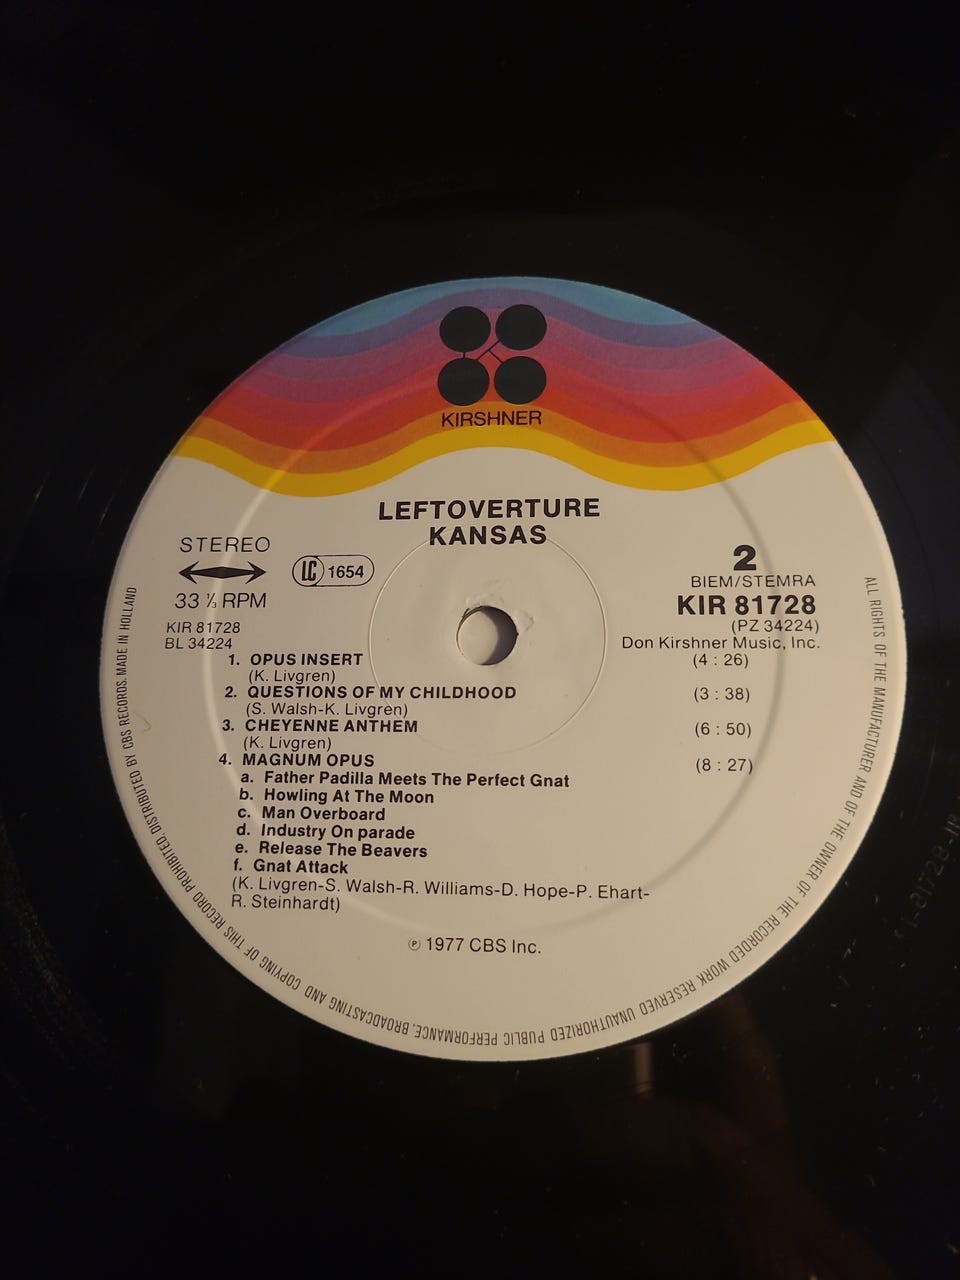 KIRSHNER
LEFTOVERTURE
KANSAS
STEREO
LC 1654
33 ⅓ RPM
KIR 81728
BL 34224
2
BIEM/STEMRA
KIR 81728
(PZ 34224)
Don Kirshner Music, Inc.
1. OPUS INSERT (4 : 26)
(K. Livgren)
2. QUESTIONS OF MY CHILDHOOD (3 : 38)
(S. Walsh-K. Livgren)
3. CHEYENNE ANTHEM (6 : 50)
(K. Livgren)
4. MAGNUM OPUS (8 : 27)
a. Father Padilla Meets The Perfect Gnat
b. Howling At The Moon
c. Man Overboard
d. Industry On parade
e. Release The Beavers
f. Gnat Attack
(K. Livgren-S. Walsh-R. Williams-D. Hope-P. Ehart-
R. Steinhardt)
℗ 1977 CBS Inc.
ALL RIGHTS OF THE MANUFACTURER AND OF THE OWNER OF THE RECORDED WORK RESERVED UNAUTHORIZED PUBLIC PERFORMANCE, BROADCASTING AND COPYING OF THIS RECORD PROHIBITED. DISTRIBUTED BY CBS RECORDS. MADE IN HOLLAND